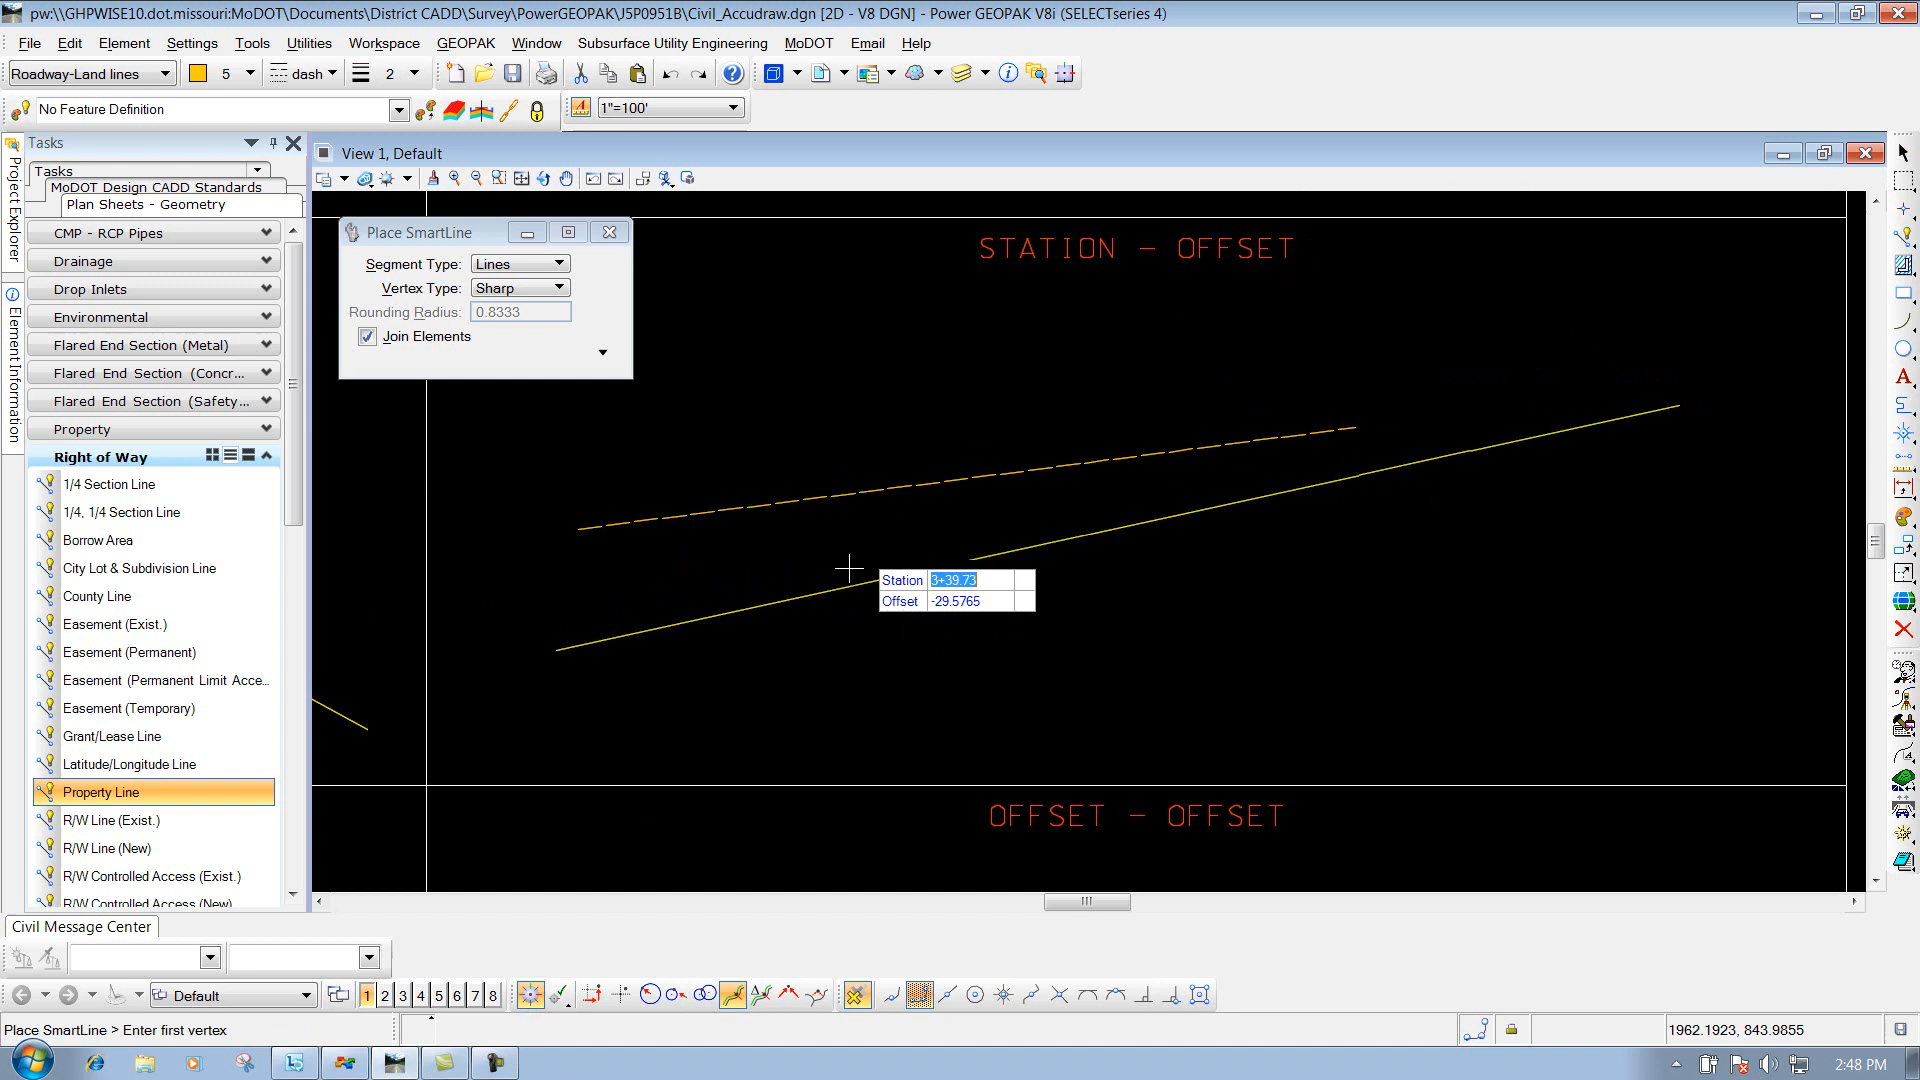 pw:\\GHPWISE10.dot.missouri:MoDOT\Documents\District CADD\Survey\PowerGEOPAK\J5P0951B\Civil_Accudraw.dgn [2D - V8 DGN] - Power GEOPAK V8i (SELECTseries 4)
File Edit Element Settings Tools Utilities Workspace GEOPAK Window Subsurface Utility Engineering MoDOT Email Help
Roadway-Land lines 5 dash 2
No Feature Definition 1"=100'
Tasks
Tasks
MoDOT Design CADD Standards
Plan Sheets - Geometry
Project Explorer
Element Information
CMP - RCP Pipes
Drainage
Drop Inlets
Environmental
Flared End Section (Metal)
Flared End Section (Concr...
Flared End Section (Safety...
Property
Right of Way
1/4 Section Line
1/4, 1/4 Section Line
Borrow Area
City Lot & Subdivision Line
County Line
Easement (Exist.)
Easement (Permanent)
Easement (Permanent Limit Acce...
Easement (Temporary)
Grant/Lease Line
Latitude/Longitude Line
Property Line
R/W Line (Exist.)
R/W Line (New)
R/W Controlled Access (Exist.)
R/W Controlled Access (New)
View 1, Default
Place SmartLine
Segment Type: Lines
Vertex Type: Sharp
Rounding Radius: 0.8333
Join Elements
STATION - OFFSET
Station 3+39.73
Offset -29.5765
OFFSET - OFFSET
Civil Message Center
Default 1 2 3 4 5 6 7 8
Place SmartLine > Enter first vertex
1962.1923, 843.9855
2:48 PM